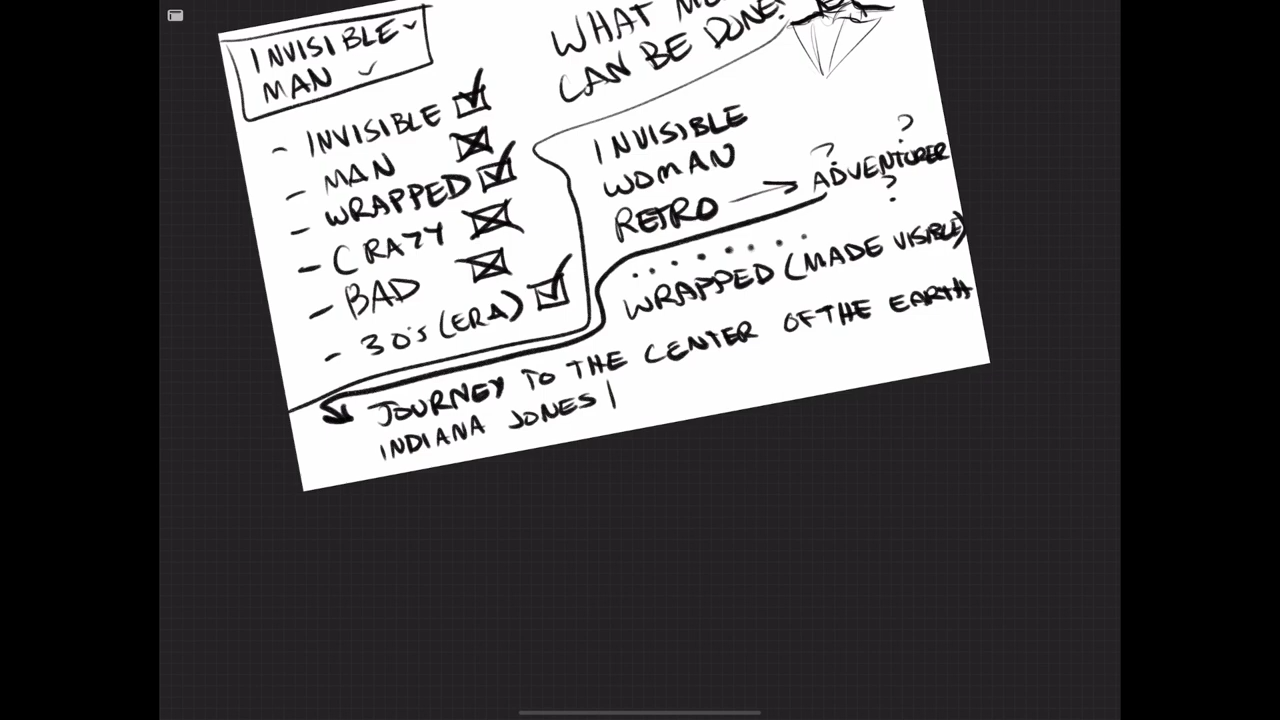 INVISIBLE
MAN
- INVISIBLE
- MAN
- WRAPPED
- CRAZY
- BAD
- 30's (ERA)
WHAT
CAN BE DONE?
INVISIBLE
WOMAN
RETRO → ADVENTURER
? ? ?
WRAPPED (MADE VISIBLE)
JOURNEY TO THE CENTER OF THE EARTH
INDIANA JONES |